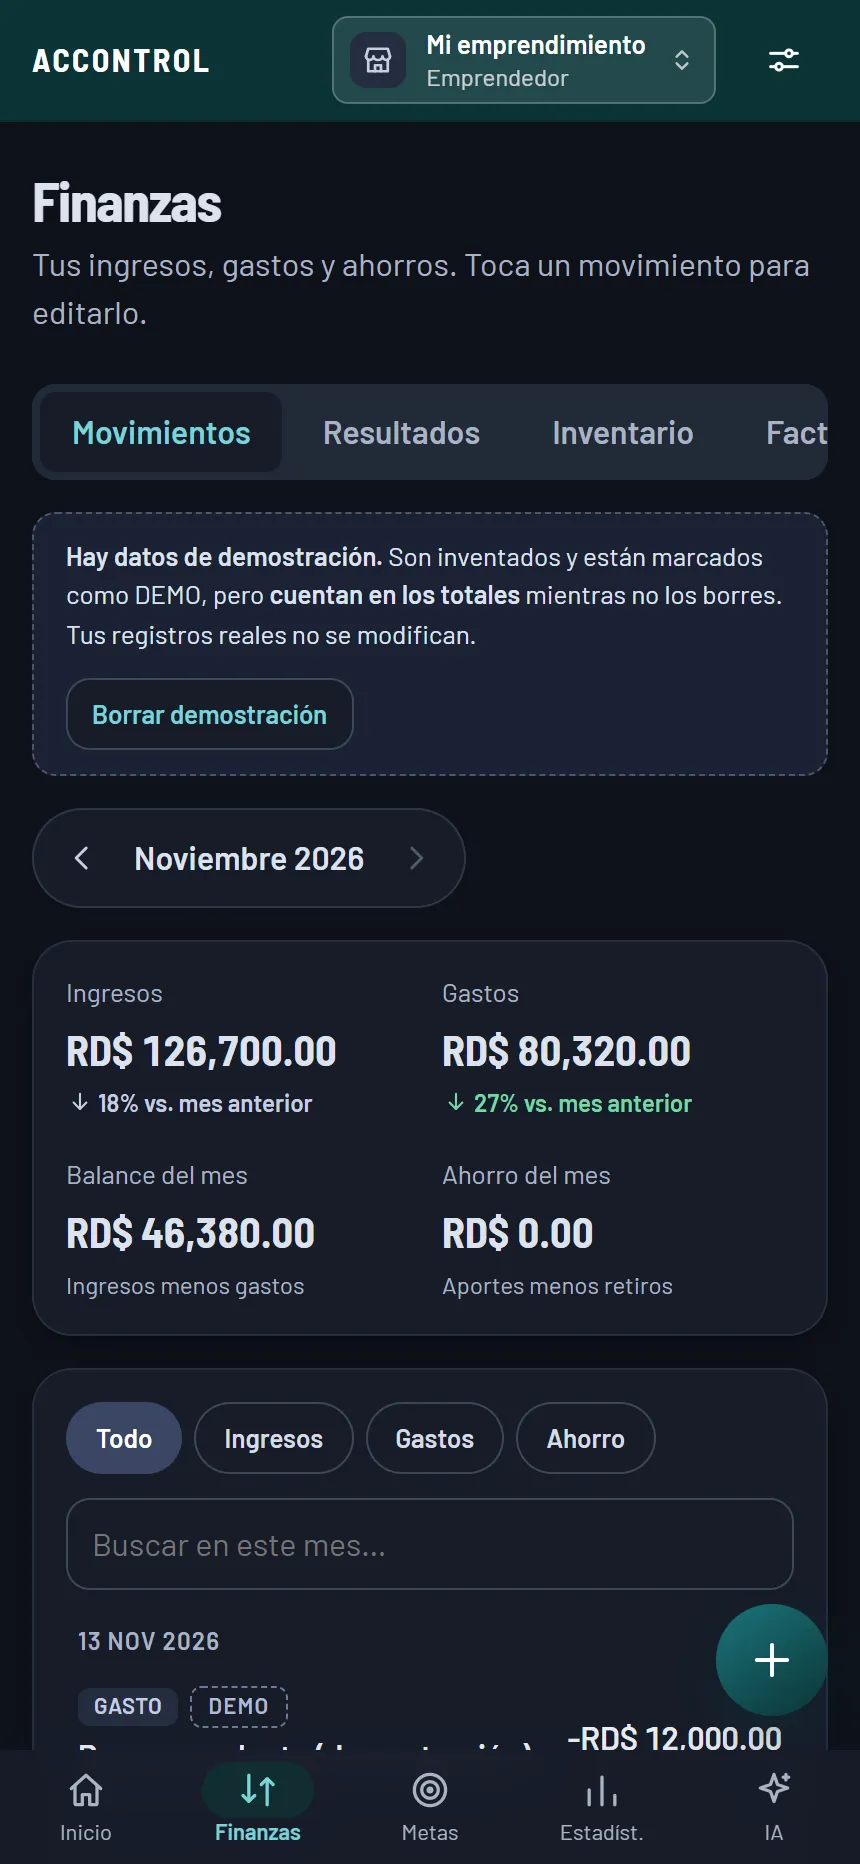 ACCONTROL
Mi emprendimiento
Emprendedor
Finanzas
Tus ingresos, gastos y ahorros. Toca un movimiento para
editarlo.
Movimientos Resultados Inventario Fact
Hay datos de demostración. Son inventados y están marcados
como DEMO, pero cuentan en los totales mientras no los borres.
Tus registros reales no se modifican.
Borrar demostración
Noviembre 2026
Ingresos Gastos
RD$ 126,700.00 RD$ 80,320.00
↓ 18% vs. mes anterior ↓ 27% vs. mes anterior
Balance del mes Ahorro del mes
RD$ 46,380.00 RD$ 0.00
Ingresos menos gastos Aportes menos retiros
Todo Ingresos Gastos Ahorro
Buscar en este mes...
13 NOV 2026
GASTO DEMO
-RD$ 12,000.00
Inicio Finanzas Metas Estadíst. IA